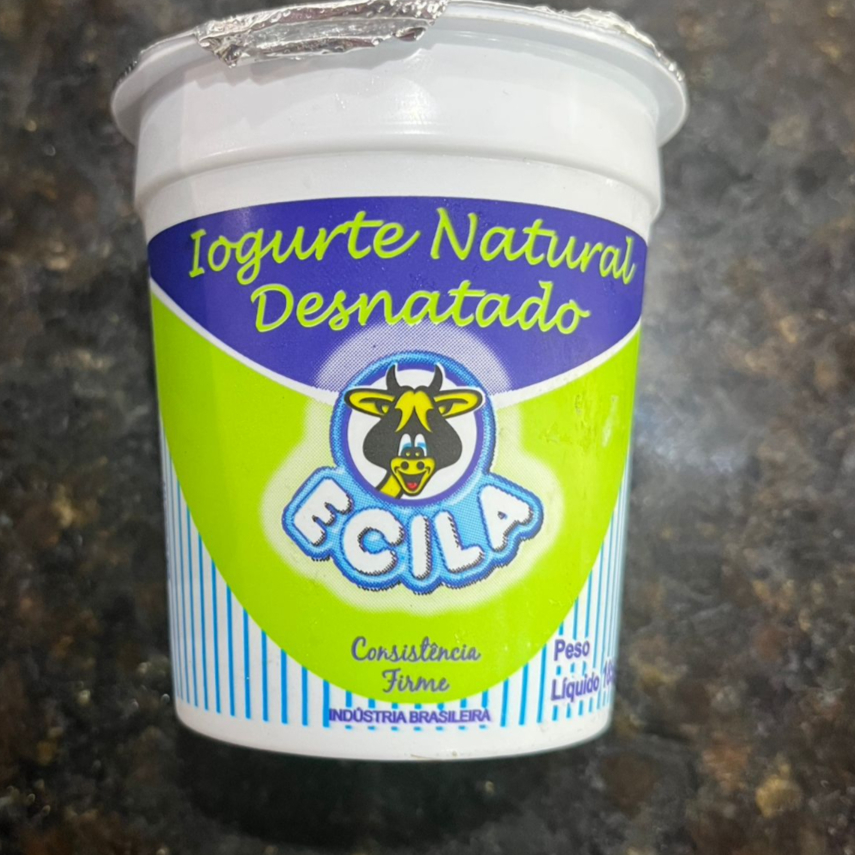 Iogurte Natural
Desnatado
ECILA
Consistência
Firme
INDÚSTRIA BRASILEIRA
Peso
Líquido